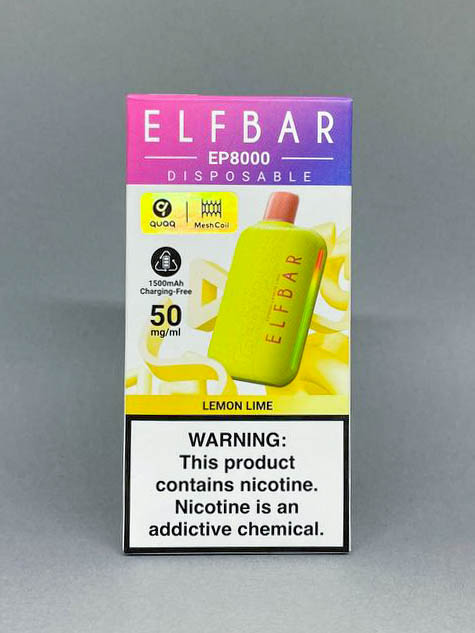 ELFBAR
EP8000
DISPOSABLE
quaq
MeshCoil
1500mAh
Charging-Free
50
mg/ml
ELFBAR
LEMON LIME
WARNING:
This product
contains nicotine.
Nicotine is an
addictive chemical.